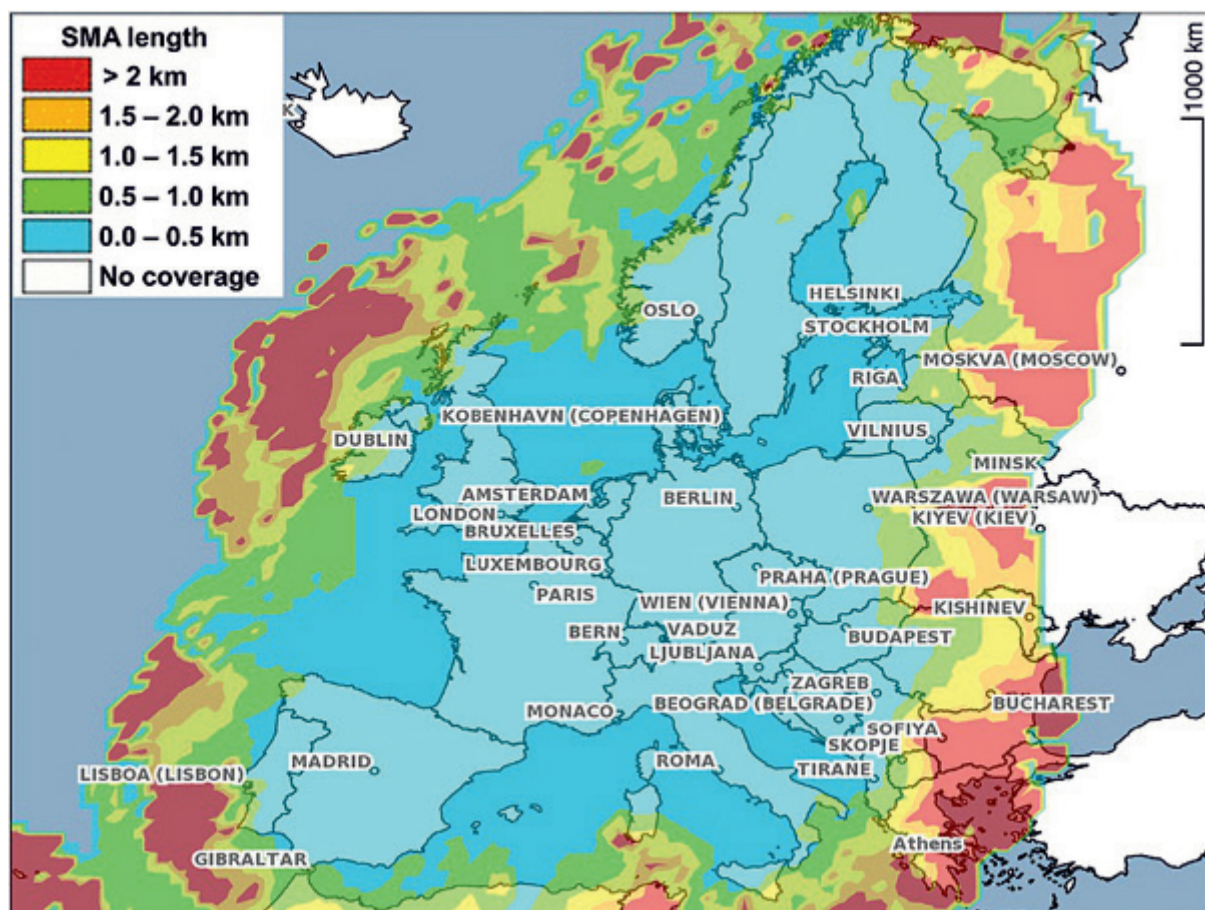 SMA length
> 2 km
1.5 – 2.0 km
1.0 – 1.5 km
0.5 – 1.0 km
0.0 – 0.5 km
No coverage
K
1000 km
OSLO
HELSINKI
STOCKHOLM
MOSKVA (MOSCOW)
RIGA
KOBENHAVN (COPENHAGEN)
DUBLIN
VILNIUS
MINSK
AMSTERDAM
BERLIN
WARSZAWA (WARSAW)
LONDON
KIYEV (KIEV)
BRUXELLES
LUXEMBOURG
PRAHA (PRAGUE)
PARIS
WIEN (VIENNA)
KISHINEV
BERN
VADUZ
BUDAPEST
LJUBLJANA
ZAGREB
MONACO
BEOGRAD (BELGRADE)
BUCHAREST
SOFIYA
SKOPJE
LISBOA (LISBON)
MADRID
ROMA
TIRANE
Athens
GIBRALTAR